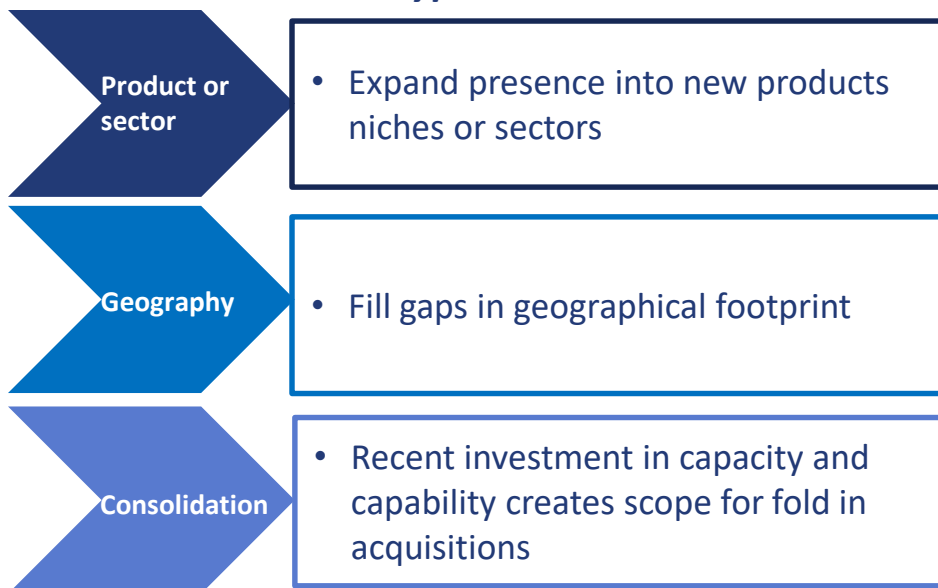 Product or
sector
• Expand presence into new products
niches or sectors
Geography
• Fill gaps in geographical footprint
Consolidation
• Recent investment in capacity and
capability creates scope for fold in
acquisitions